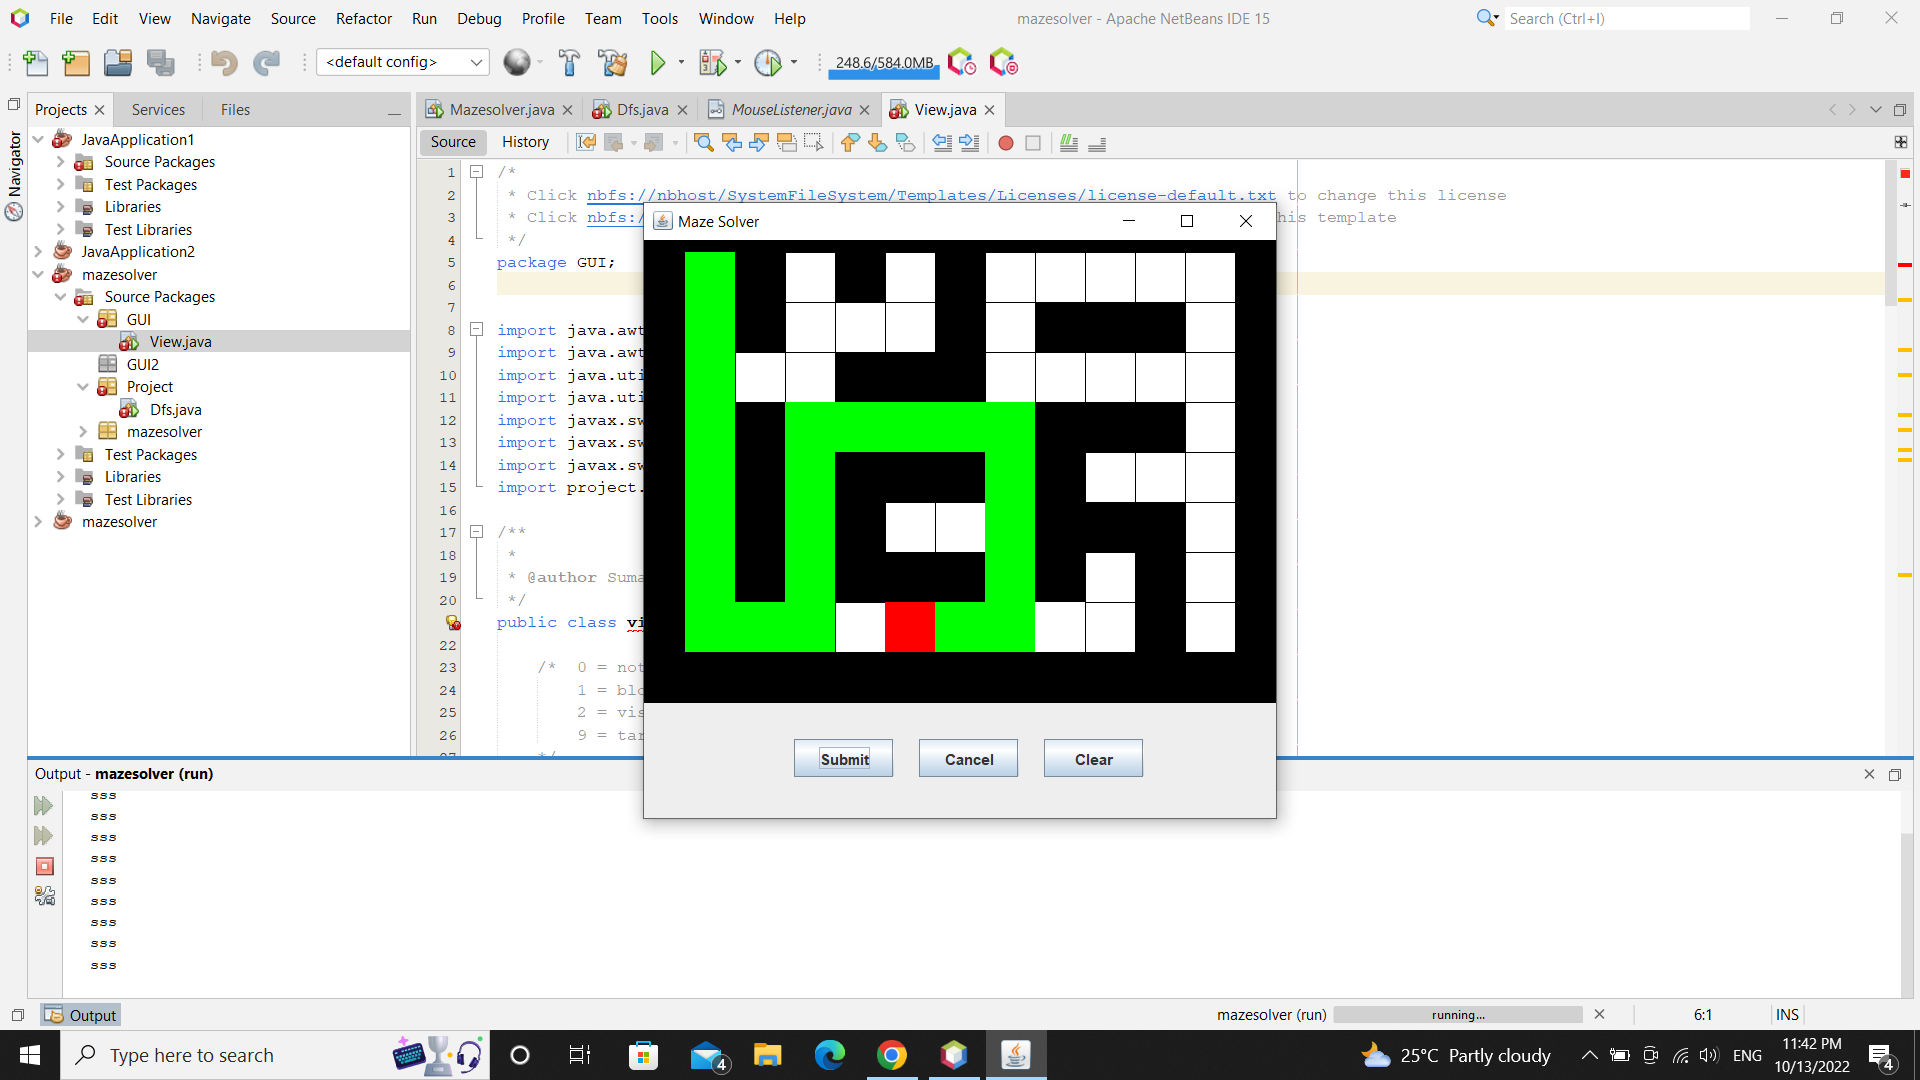 File Edit View Navigate Source Refactor Run Debug Profile Team Tools Window Help
mazesolver - Apache NetBeans IDE 15
Search (Ctrl+I)
<default config>
248.6/584.0MB
Projects
Services
Files
Navigator
JavaApplication1
Source Packages
Test Packages
Libraries
Test Libraries
JavaApplication2
mazesolver
Source Packages
GUI
View.java
GUI2
Project
Dfs.java
mazesolver
Test Packages
Libraries
Test Libraries
mazesolver
Mazesolver.java
Dfs.java
MouseListener.java
View.java
Source
History
1 /*
2 * Click nbfs://nbhost/SystemFileSystem/Templates/Licenses/license-default.txt to change this license
3 * Click nbfs:/ his template
4 */
5 package GUI;
6
7
8 import java.awt
9 import java.awt
10 import java.uti
11 import java.uti
12 import javax.sw
13 import javax.sw
14 import javax.sw
15 import project.
16
17 /**
18 *
19 * @author Suma
20 */
public class vi
22
23 /* 0 = not
24 1 = blo
25 2 = vis
26 9 = tar
27 */
Maze Solver
Submit
Cancel
Clear
Output - mazesolver (run)
sss
sss
sss
sss
sss
sss
sss
sss
sss
Output
mazesolver (run)
running...
6:1
INS
Type here to search
4
25°C Partly cloudy
ENG
11:42 PM
10/13/2022
4